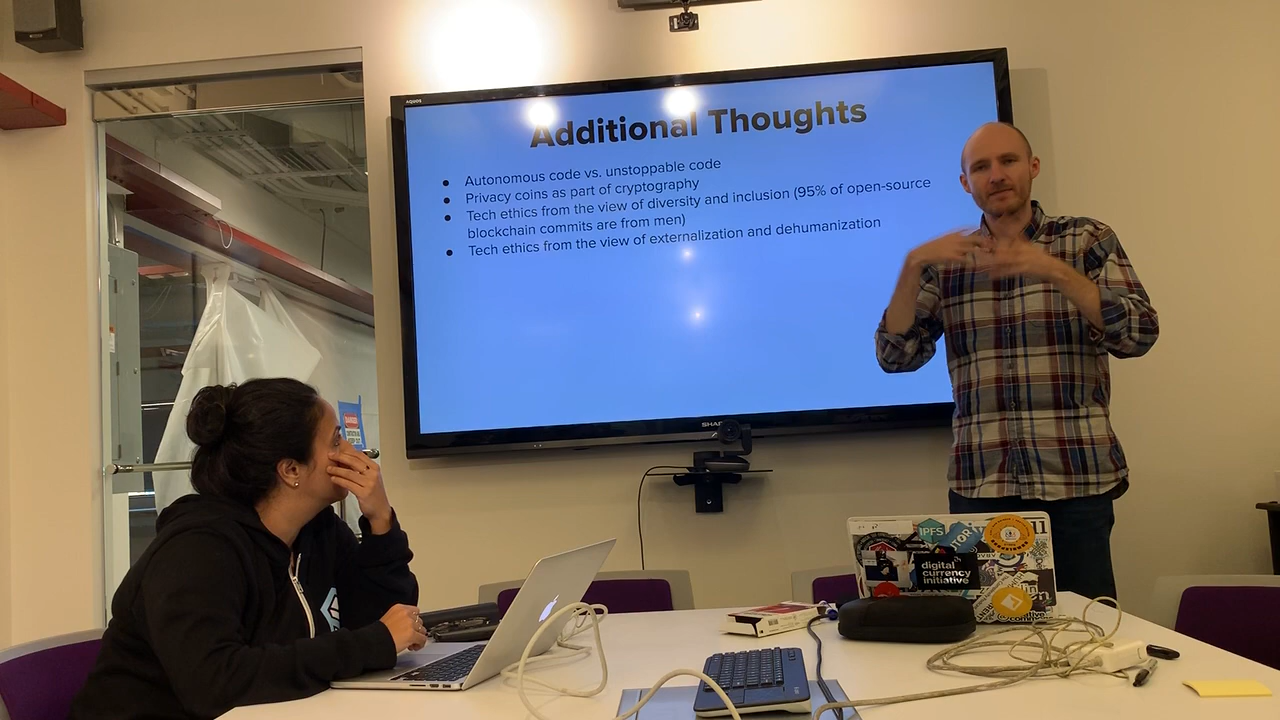 AQUOS
Additional Thoughts
Autonomous code vs. unstoppable code
Privacy coins as part of cryptography
Tech ethics from the view of diversity and inclusion (95% of open-source
blockchain commits are from men)
Tech ethics from the view of externalization and dehumanization
IPFS
digital
currency
initiative